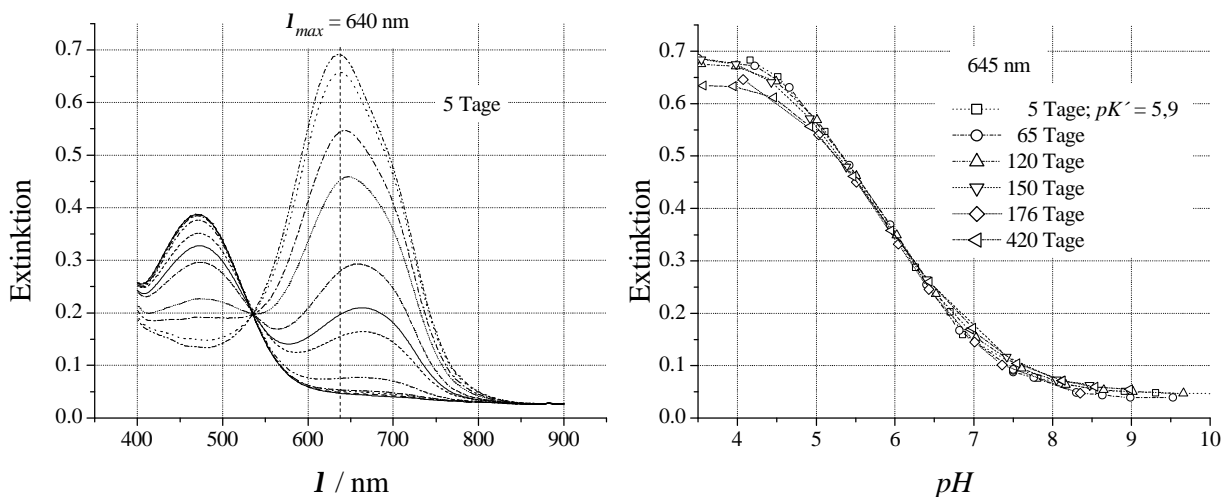 l max = 640 nm
5 Tage
Extinktion
0.7
0.6
0.5
0.4
0.3
0.2
0.1
0.0
400 500 600 700 800 900
l / nm
645 nm
5 Tage; pK´ = 5,9
65 Tage
120 Tage
150 Tage
176 Tage
420 Tage
Extinktion
0.7
0.6
0.5
0.4
0.3
0.2
0.1
0.0
4 5 6 7 8 9 10
pH